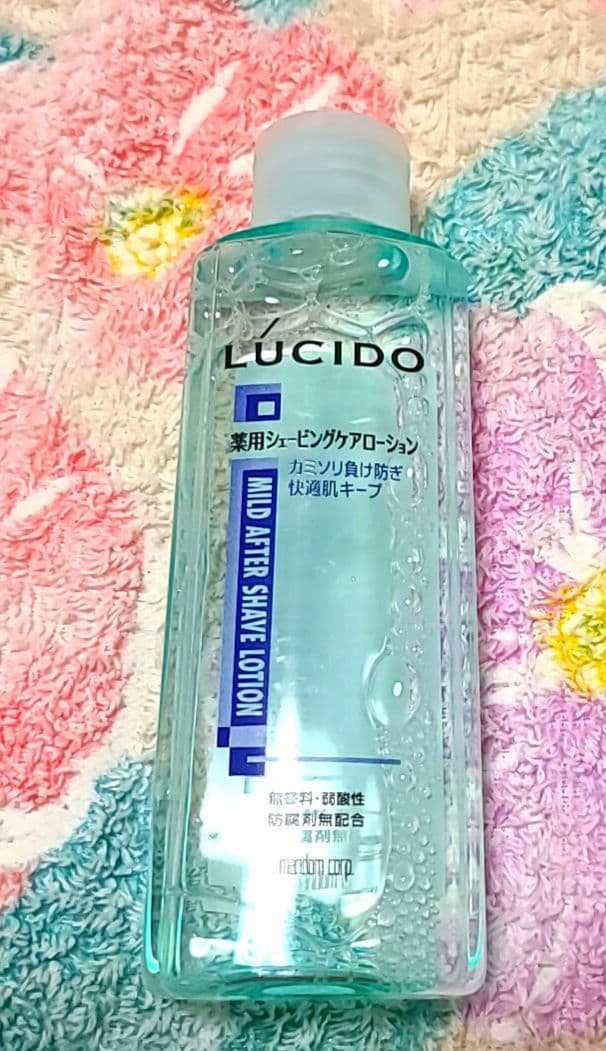 LÚCIDO
薬用シェービングケアローション
カミソリ負け防ぎ
快適肌キープ
MILD AFTER SHAVE LOTION
無香料・弱酸性
防腐剤無配合
mandom corp.